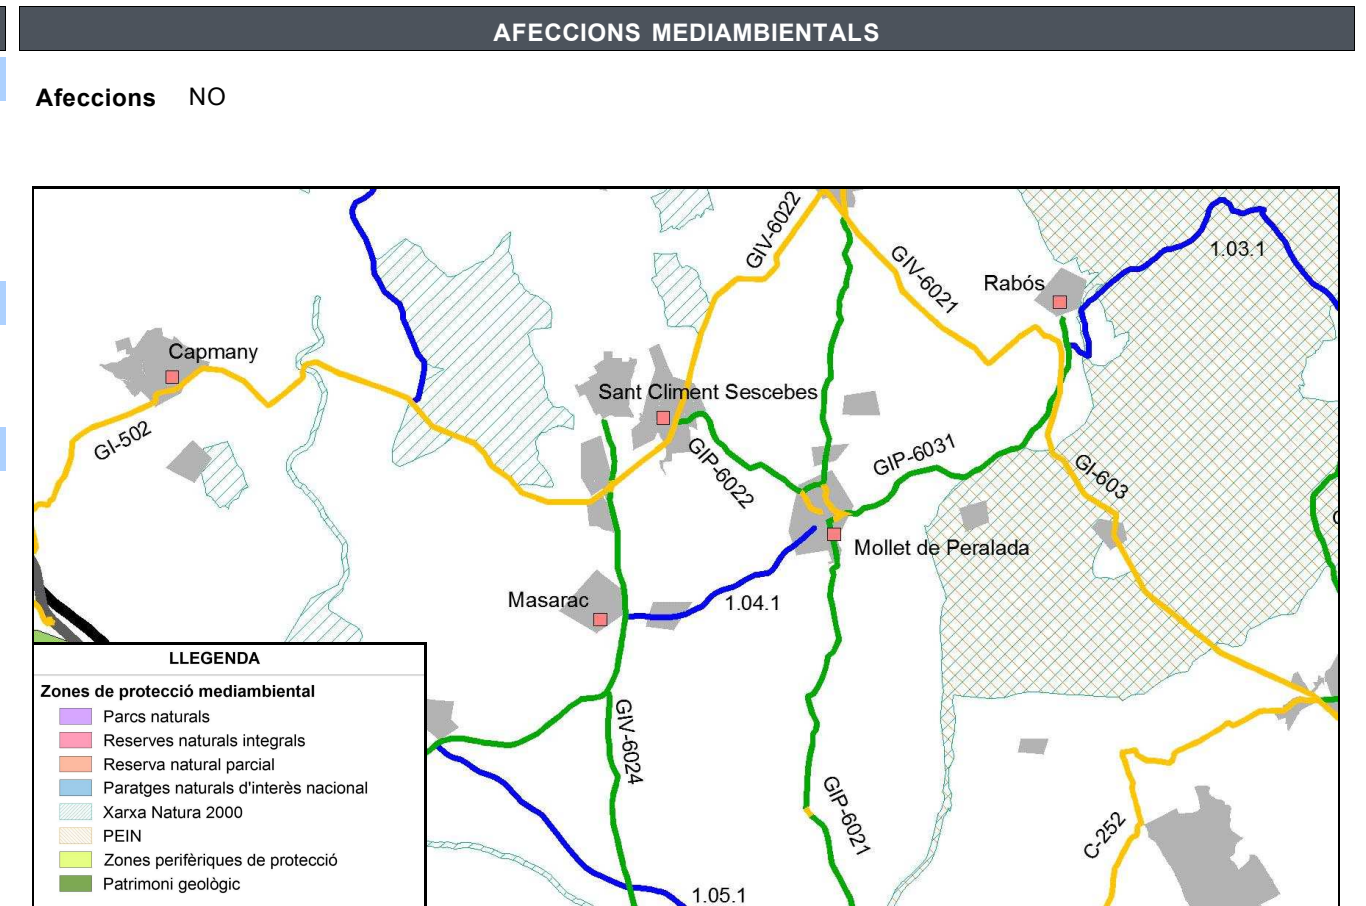 AFECCIONS MEDIAMBIENTALS
Afeccions NO
GIV-6022
GIV-6021
1.03.1
Rabós
Capmany
Sant Climent Sescebes
GI-502
GIP-6022
GIP-6031
GI-603
Mollet de Peralada
Masarac
1.04.1
GIV-6024
GIP-6021
C-252
1.05.1
LLEGENDA
Zones de protecció mediambiental
Parcs naturals
Reserves naturals integrals
Reserva natural parcial
Paratges naturals d'interès nacional
Xarxa Natura 2000
PEIN
Zones perifèriques de protecció
Patrimoni geològic